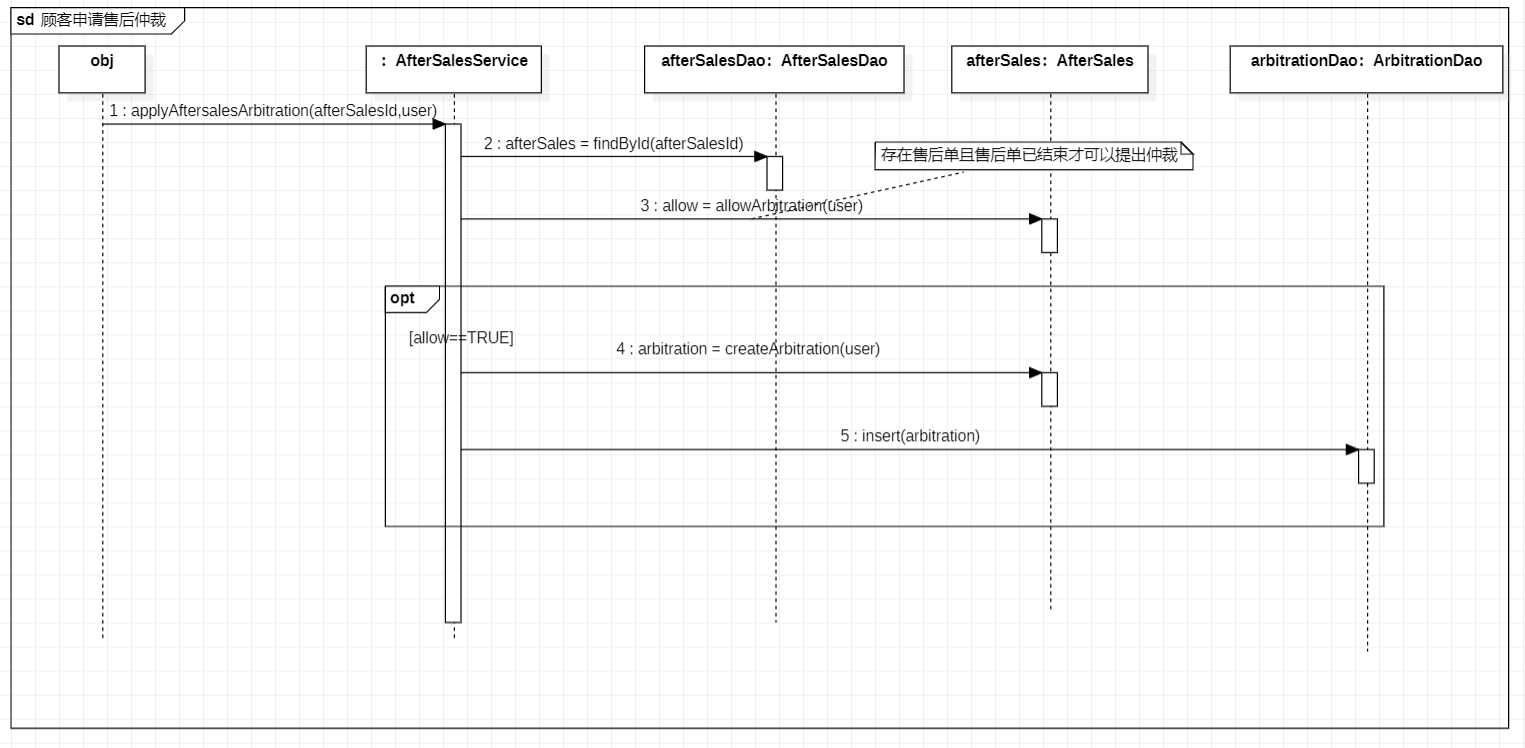 sd 顾客申请售后仲裁
obj
：AfterSalesService
afterSalesDao：AfterSalesDao
afterSales：AfterSales
arbitrationDao：ArbitrationDao
1 : applyAftersalesArbitration(afterSalesId,user)
2 : afterSales = findById(afterSalesId)
存在售后单且售后单已结束才可以提出仲裁
3 : allow = allowArbitration(user)
opt
[allow==TRUE]
4 : arbitration = createArbitration(user)
5 : insert(arbitration)